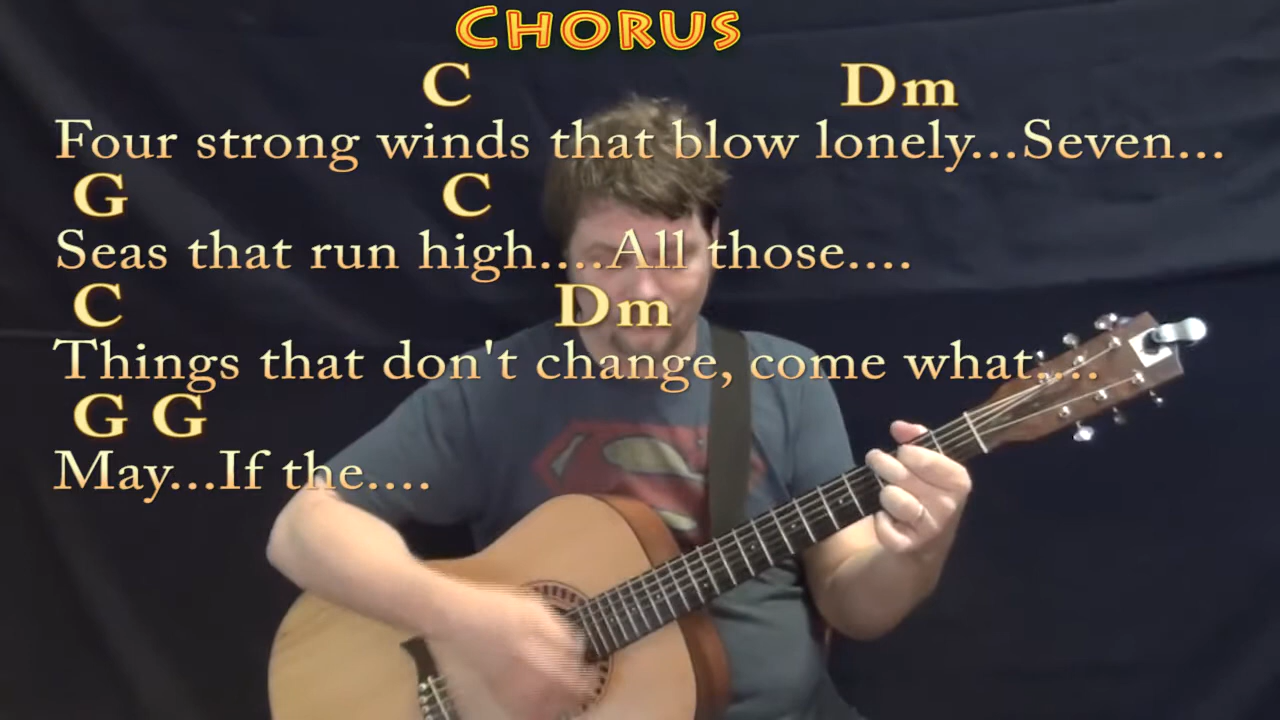 CHORUS
C Dm
Four strong winds that blow lonely...Seven...
G C
Seas that run high....All those....
C Dm
Things that don't change, come what....
G G
May...If the....